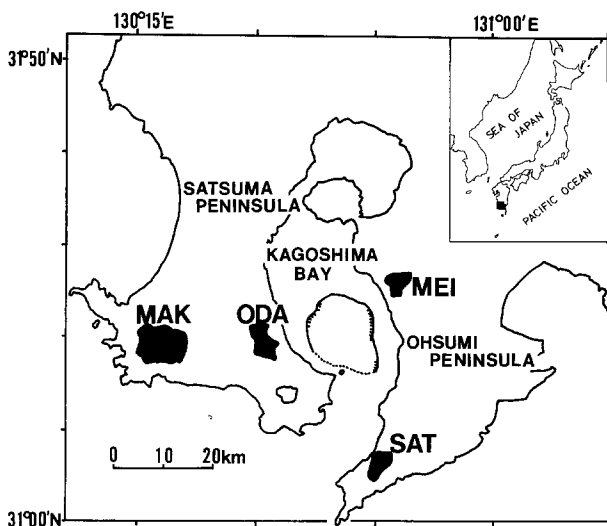 130°15'E
131°00'E
31°50'N
SEA OF
JAPAN
PACIFIC OCEAN
SATSUMA
PENINSULA
KAGOSHIMA
BAY
MEI
MAK
ODA
OHSUMI
PENINSULA
SAT
0 10 20km
31°00'N